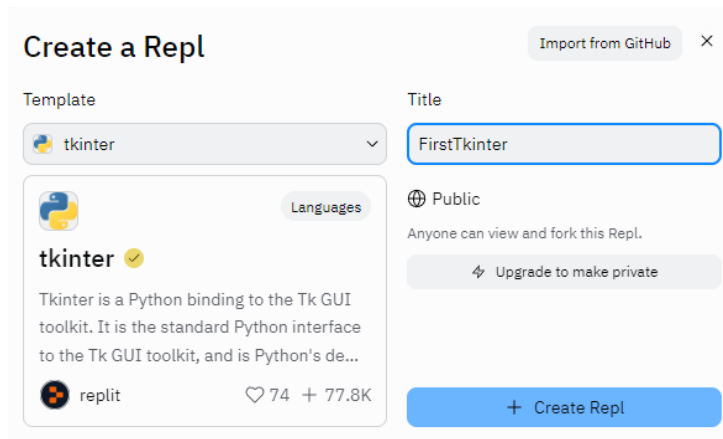 Create a Repl
Import from GitHub
Template
tkinter
Languages
tkinter
Tkinter is a Python binding to the Tk GUI
toolkit. It is the standard Python interface
to the Tk GUI toolkit, and is Python's de...
replit
74
+ 77.8K
Title
FirstTkinter
Public
Anyone can view and fork this Repl.
Upgrade to make private
+ Create Repl